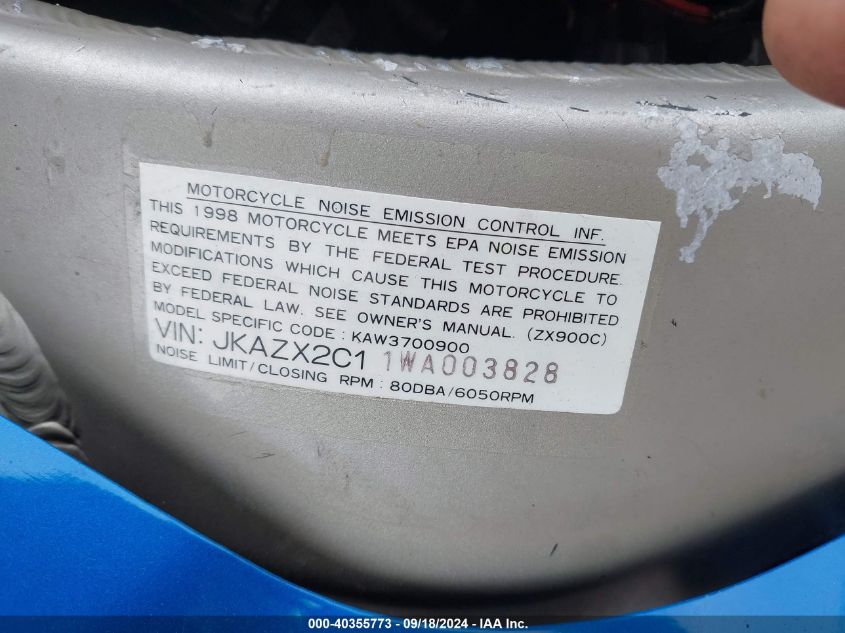 MOTORCYCLE NOISE EMISSION CONTROL INF.
THIS 1998 MOTORCYCLE MEETS EPA NOISE EMISSION
REQUIREMENTS BY THE FEDERAL TEST PROCEDURE.
MODIFICATIONS WHICH CAUSE THIS MOTORCYCLE TO
EXCEED FEDERAL NOISE STANDARDS ARE PROHIBITED
BY FEDERAL LAW. SEE OWNER'S MANUAL. (ZX900C)
MODEL SPECIFIC CODE : KAW3700900
VIN: JKAZX2C1 1WA003828
NOISE LIMIT/CLOSING RPM : 80DBA/6050RPM
000-40355773 - 09/18/2024 - IAA Inc.